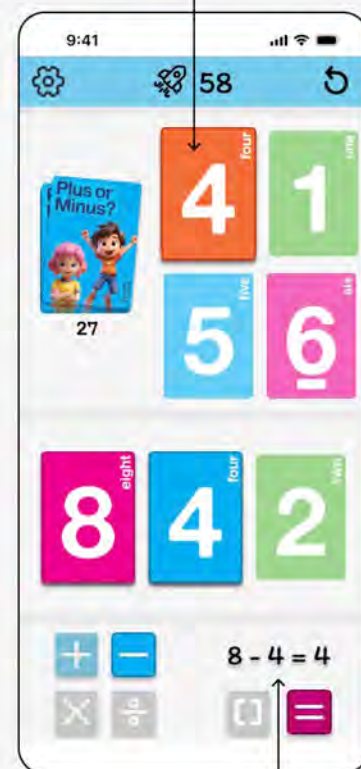 9:41
58
four
4
one
1
Plus or
Minus?
27
five
5
six
6
eight
8
four
4
two
2
+ −
8 - 4 = 4
× ÷ [ ] =